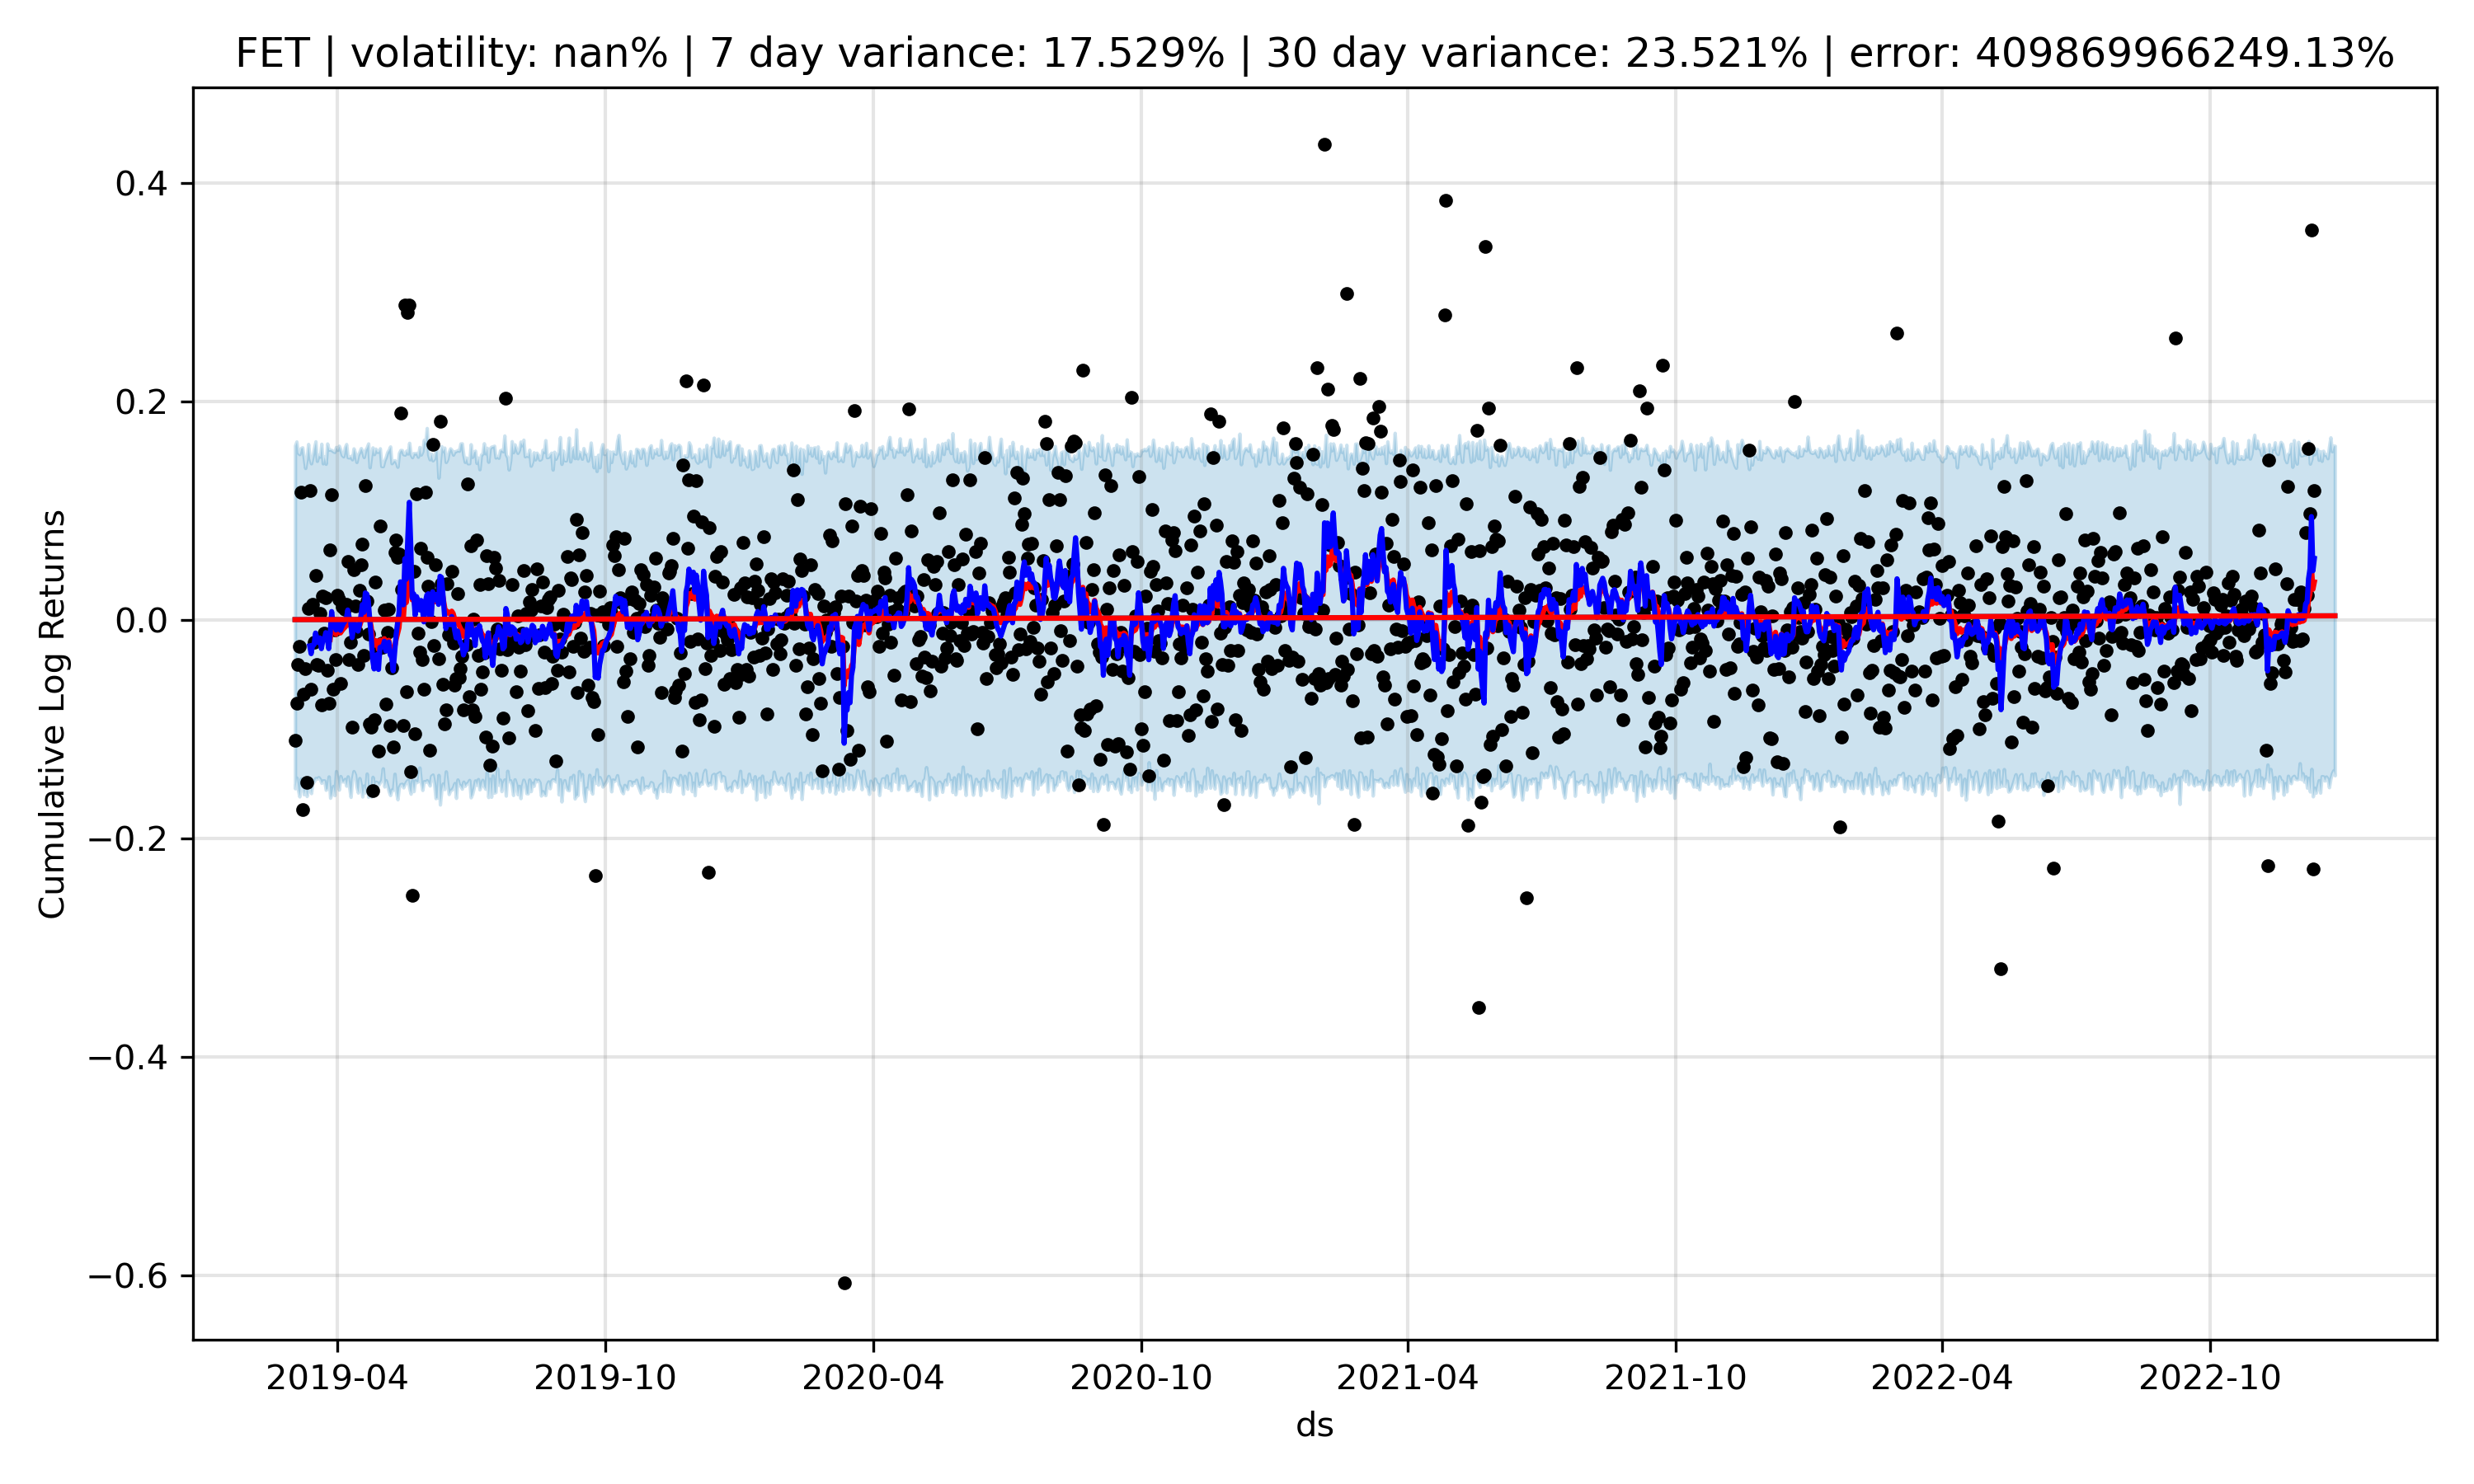 FET | volatility: nan% | 7 day variance: 17.529% | 30 day variance: 23.521% | error: 409869966249.13%
Cumulative Log Returns
0.4
0.2
0.0
−0.2
−0.4
−0.6
2019-04 2019-10 2020-04 2020-10 2021-04 2021-10 2022-04 2022-10
ds